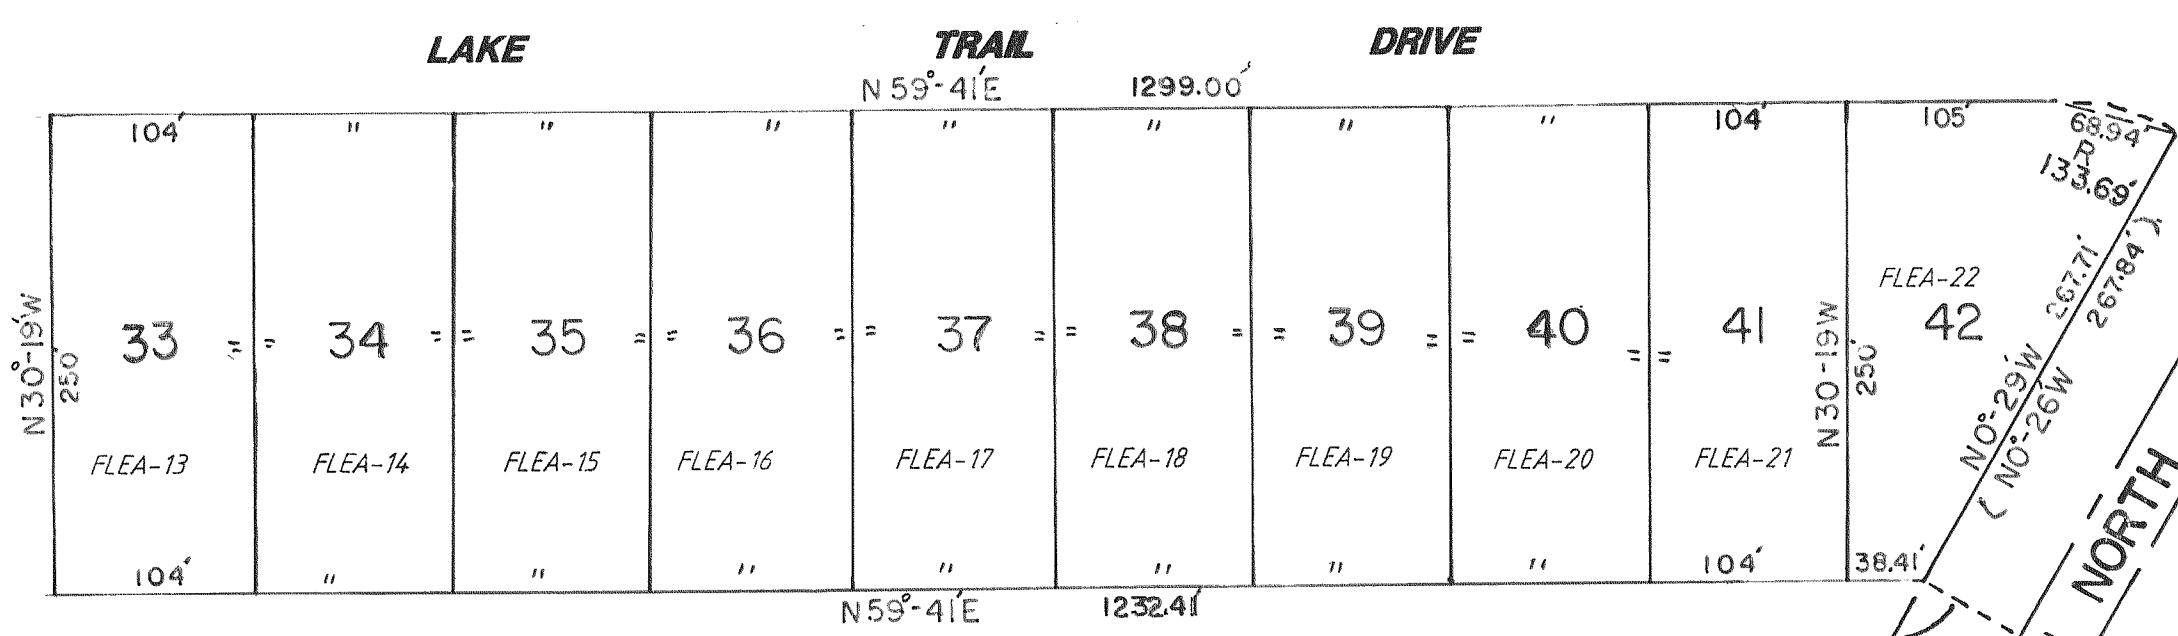 LAKE TRAIL DRIVE
N 59°-41'E 1299.00'
104' " " " " " " " 104' 105' 68.94'
R
133.69'
N30°-19'W
250'
33 " " 34 " " 35 " " 36 " " 37 " " 38 " " 39 " " 40 " " 41
N30-19W
250'
FLEA-22
42
267.71'
267.84')
N0°-29'W
(N0°-26'W
FLEA-13 FLEA-14 FLEA-15 FLEA-16 FLEA-17 FLEA-18 FLEA-19 FLEA-20 FLEA-21
NORTH
104' " " " " " " " 104' 38.41'
N59°-41'E 1232.41'